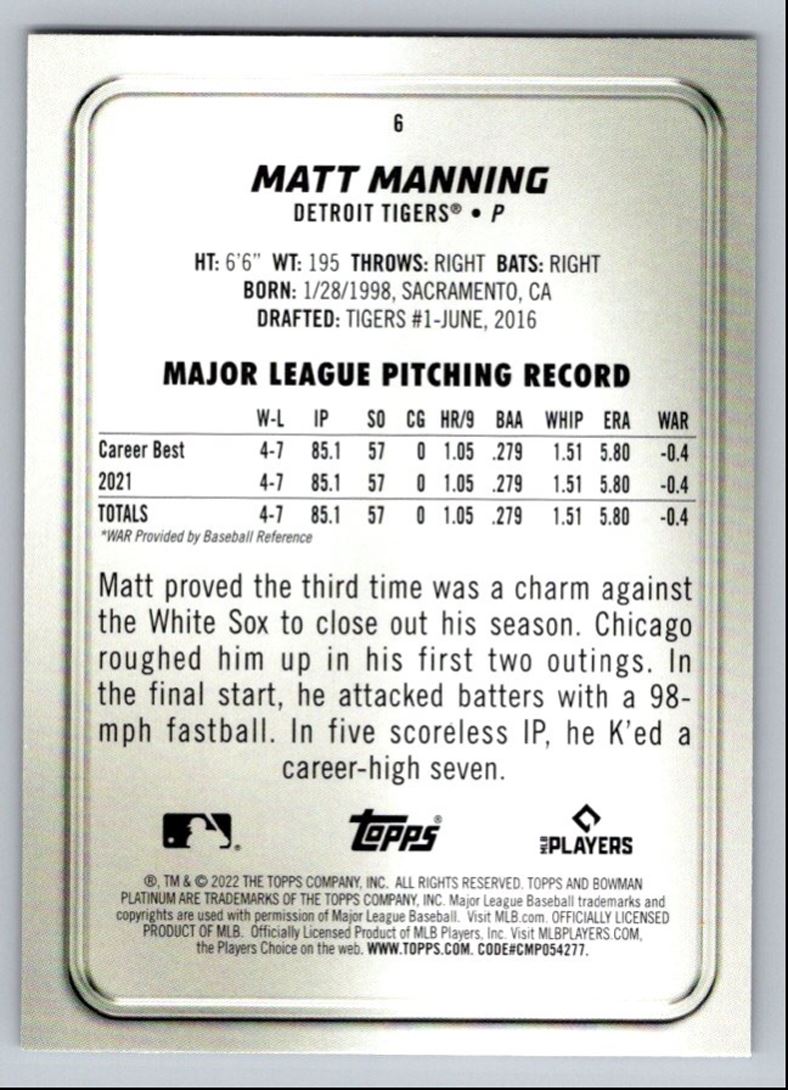 6
MATT MANNING
DETROIT TIGERS® • P
HT: 6'6" WT: 195 THROWS: RIGHT BATS: RIGHT
BORN: 1/28/1998, SACRAMENTO, CA
DRAFTED: TIGERS #1-JUNE, 2016
MAJOR LEAGUE PITCHING RECORD
W-L IP SO CG HR/9 BAA WHIP ERA WAR
Career Best 4-7 85.1 57 0 1.05 .279 1.51 5.80 -0.4
2021 4-7 85.1 57 0 1.05 .279 1.51 5.80 -0.4
TOTALS 4-7 85.1 57 0 1.05 .279 1.51 5.80 -0.4
*WAR Provided by Baseball Reference
Matt proved the third time was a charm against
the White Sox to close out his season. Chicago
roughed him up in his first two outings. In
the final start, he attacked batters with a 98-
mph fastball. In five scoreless IP, he K'ed a
career-high seven.
® topps® MLB PLAYERS
®, TM & © 2022 THE TOPPS COMPANY, INC. ALL RIGHTS RESERVED. TOPPS AND BOWMAN
PLATINUM ARE TRADEMARKS OF THE TOPPS COMPANY, INC. Major League Baseball trademarks and
copyrights are used with permission of Major League Baseball. Visit MLB.com. OFFICIALLY LICENSED
PRODUCT OF MLB. Officially Licensed Product of MLB Players, Inc. Visit MLBPLAYERS.COM,
the Players Choice on the web. WWW.TOPPS.COM. CODE#CMP054277.